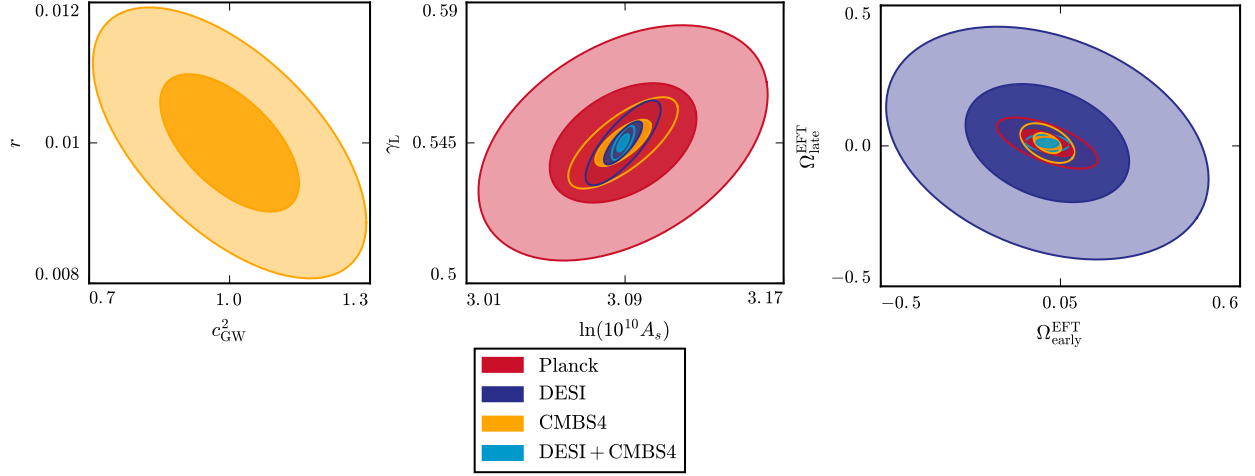 0.012
0.01
0.008
r
0.7 1.0 1.3
c²_GW
0.59
0.545
0.5
γ_L
3.01 3.09 3.17
ln(10¹⁰A_s)
0.5
0.0
−0.5
Ω^EFT_late
−0.5 0.05 0.6
Ω^EFT_early
Planck
DESI
CMBS4
DESI + CMBS4